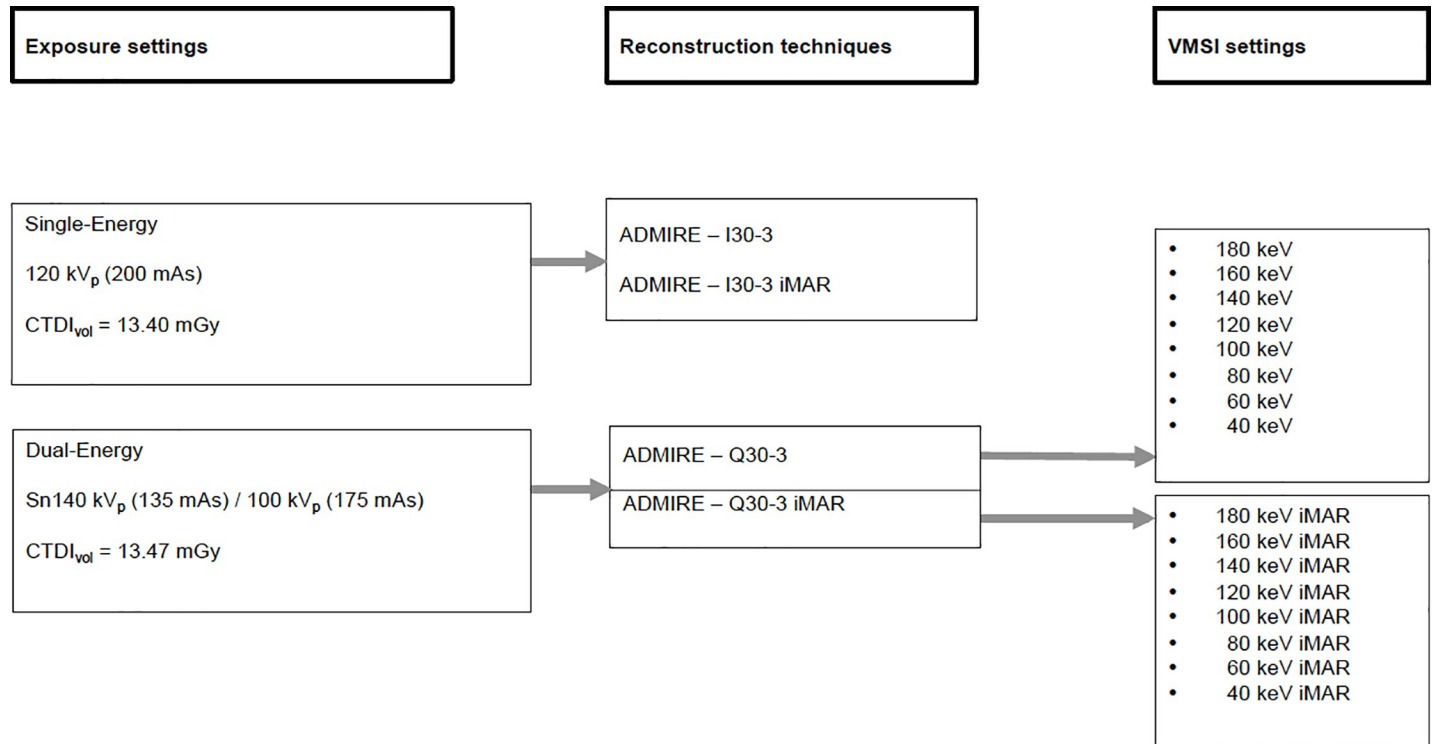 Exposure settings
Reconstruction techniques
VMSI settings
Single-Energy
120 kVp (200 mAs)
CTDIvol = 13.40 mGy
ADMIRE – I30-3
ADMIRE – I30-3 iMAR
• 180 keV
• 160 keV
• 140 keV
• 120 keV
• 100 keV
• 80 keV
• 60 keV
• 40 keV
Dual-Energy
Sn140 kVp (135 mAs) / 100 kVp (175 mAs)
CTDIvol = 13.47 mGy
ADMIRE – Q30-3
ADMIRE – Q30-3 iMAR
• 180 keV iMAR
• 160 keV iMAR
• 140 keV iMAR
• 120 keV iMAR
• 100 keV iMAR
• 80 keV iMAR
• 60 keV iMAR
• 40 keV iMAR